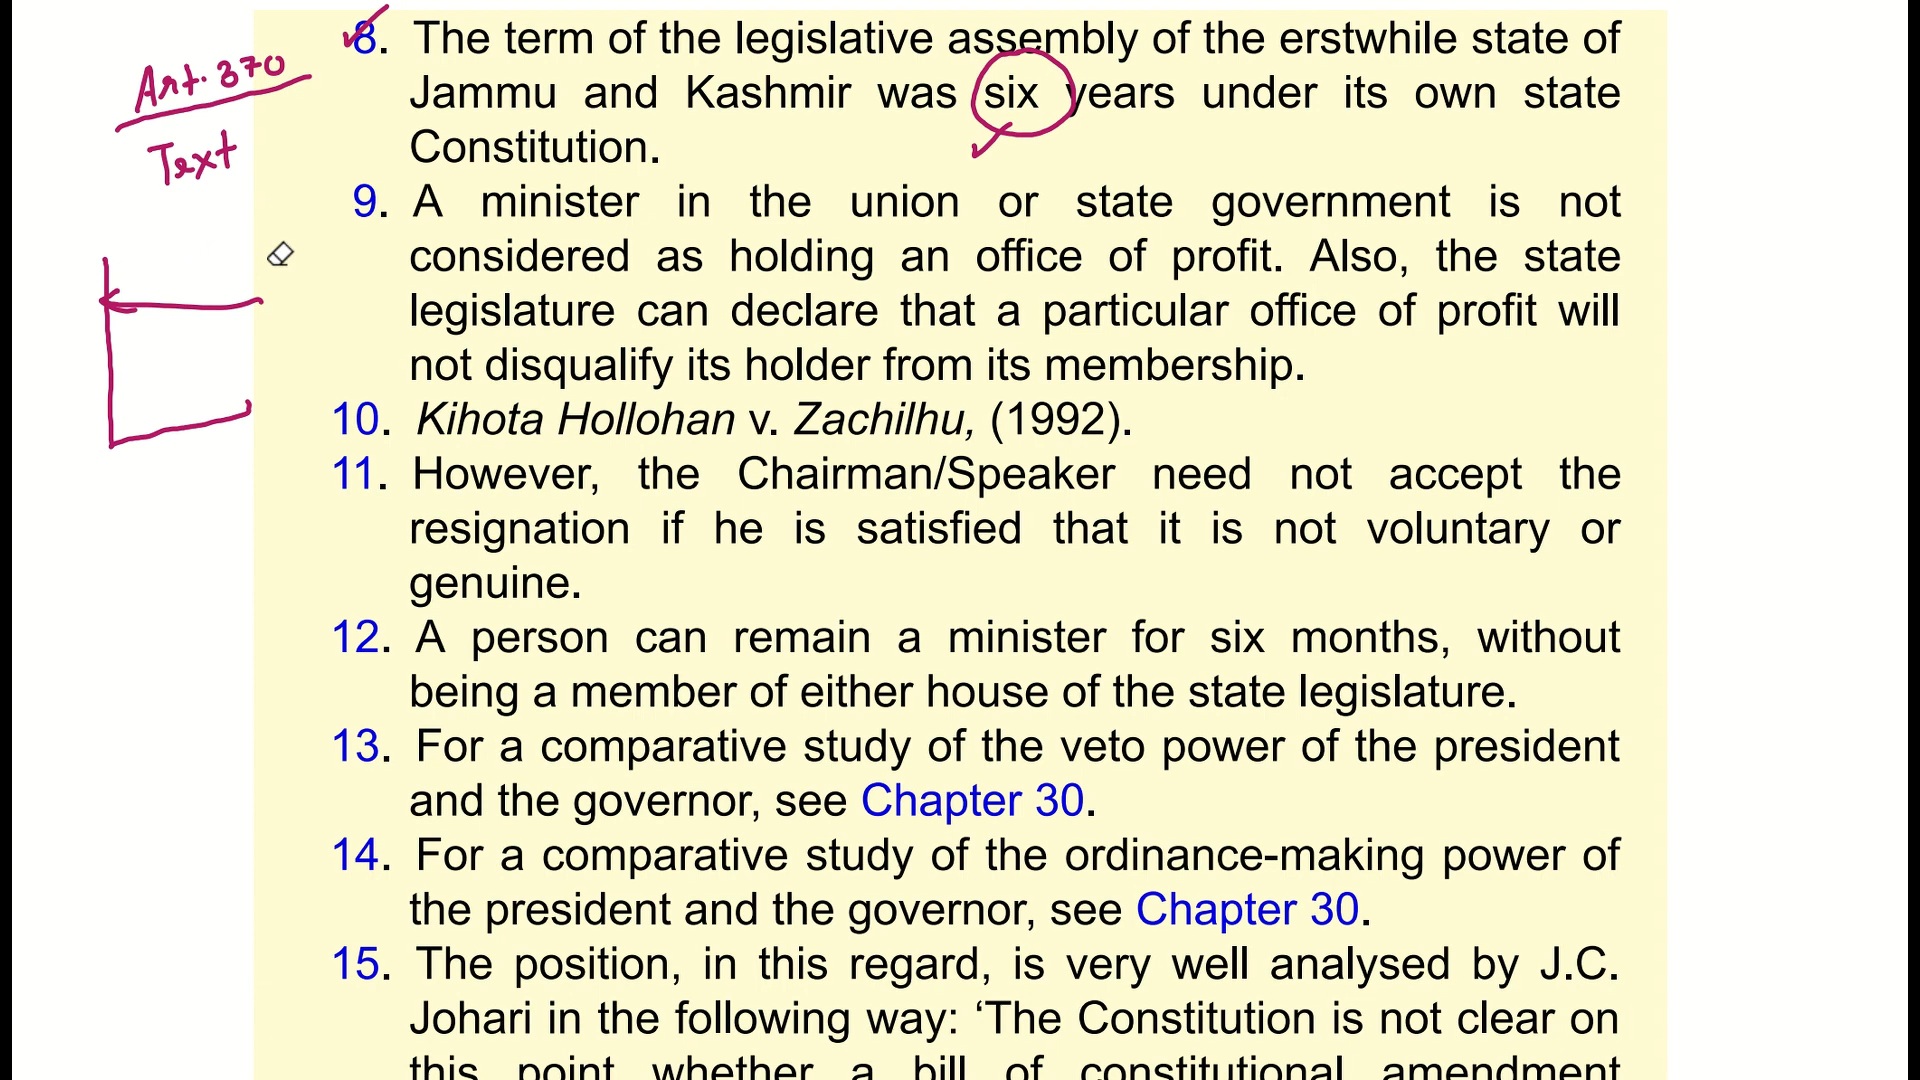 Art. 370
Text
8. The term of the legislative assembly of the erstwhile state of
Jammu and Kashmir was six years under its own state
Constitution.
9. A minister in the union or state government is not
considered as holding an office of profit. Also, the state
legislature can declare that a particular office of profit will
not disqualify its holder from its membership.
10. Kihota Hollohan v. Zachilhu, (1992).
11. However, the Chairman/Speaker need not accept the
resignation if he is satisfied that it is not voluntary or
genuine.
12. A person can remain a minister for six months, without
being a member of either house of the state legislature.
13. For a comparative study of the veto power of the president
and the governor, see Chapter 30.
14. For a comparative study of the ordinance-making power of
the president and the governor, see Chapter 30.
15. The position, in this regard, is very well analysed by J.C.
Johari in the following way: ‘The Constitution is not clear on
this point whether a bill of constitutional amendment